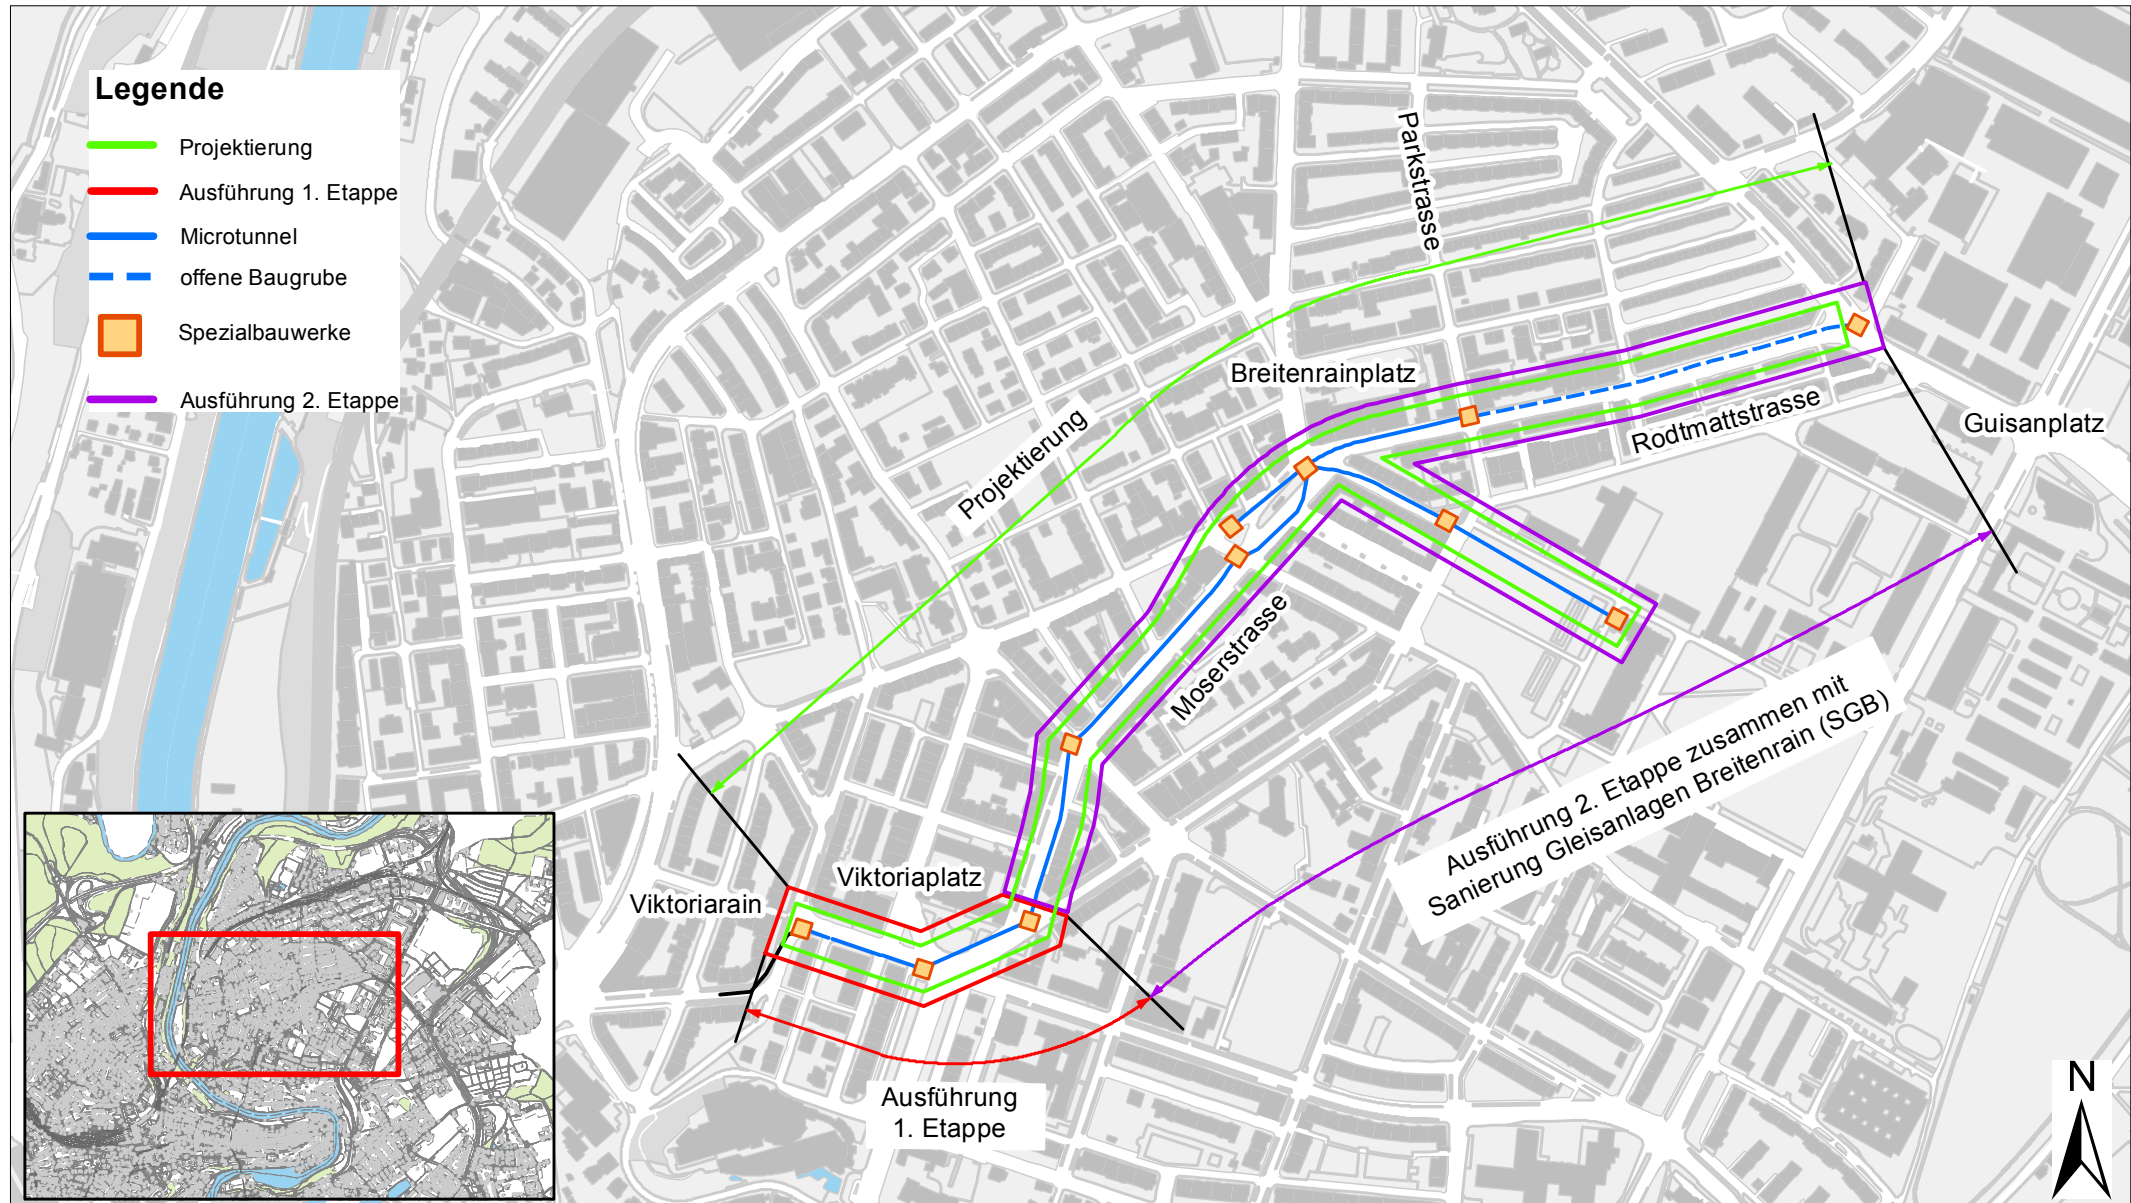 Legende
Projektierung
Ausführung 1. Etappe
Microtunnel
offene Baugrube
Spezialbauwerke
Ausführung 2. Etappe
Parkstrasse
Breitenrainplatz
Projektierung
Rodtmattstrasse
Guisanplatz
Moserstrasse
Ausführung 2. Etappe zusammen mit
Sanierung Gleisanlagen Breitenrain (SGB)
Viktoriaplatz
Viktoriarain
Ausführung
1. Etappe
N